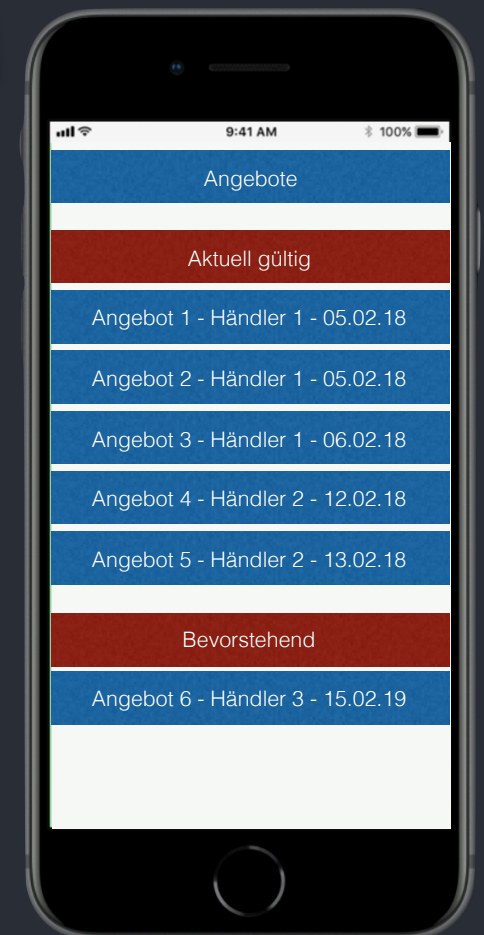 9:41 AM
100%
Angebote
Aktuell gültig
Angebot 1 - Händler 1 - 05.02.18
Angebot 2 - Händler 1 - 05.02.18
Angebot 3 - Händler 1 - 06.02.18
Angebot 4 - Händler 2 - 12.02.18
Angebot 5 - Händler 2 - 13.02.18
Bevorstehend
Angebot 6 - Händler 3 - 15.02.19